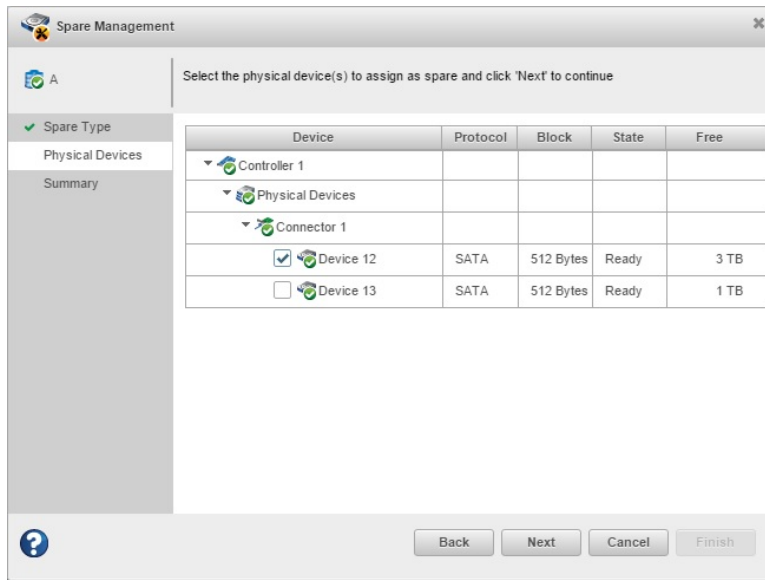 Spare Management
A
Select the physical device(s) to assign as spare and click 'Next' to continue
Spare Type
Physical Devices
Summary
Device Protocol Block State Free
Controller 1
Physical Devices
Connector 1
Device 12 SATA 512 Bytes Ready 3 TB
Device 13 SATA 512 Bytes Ready 1 TB
? Back Next Cancel Finish